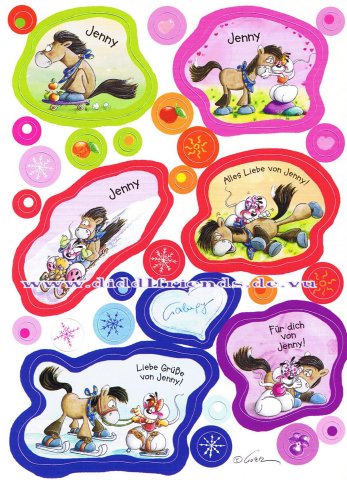 Jenny
Jenny
Jenny
Alles Liebe von Jenny!
www.diddlfriends.de.vu
Galupy
Für dich
von
Jenny!
Liebe Grüße
von Jenny!